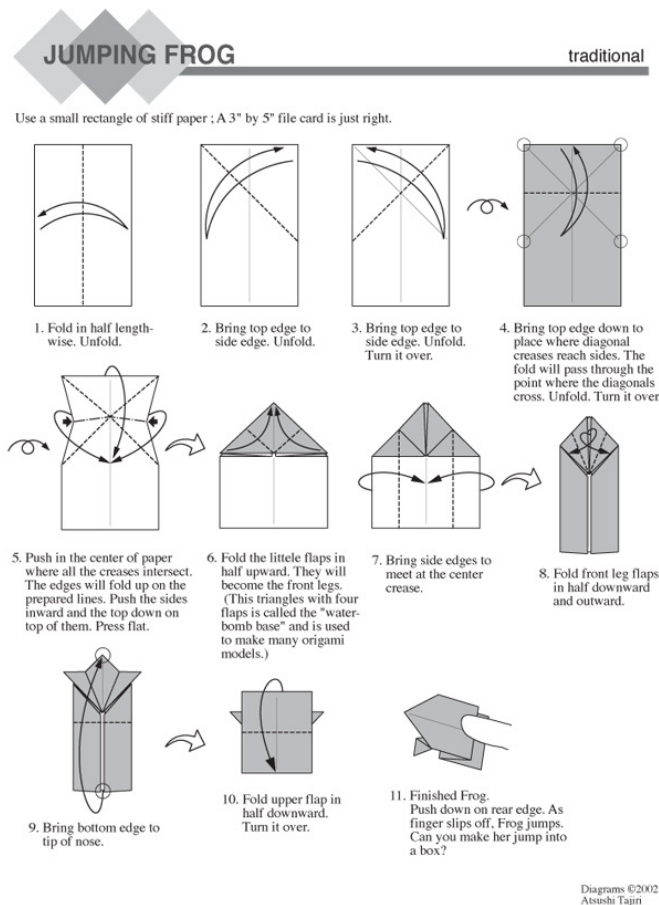 JUMPING FROG
traditional
Use a small rectangle of stiff paper ; A 3" by 5" file card is just right.
1. Fold in half length-
wise. Unfold.
2. Bring top edge to
side edge. Unfold.
3. Bring top edge to
side edge. Unfold.
Turn it over.
4. Bring top edge down to
place where diagonal
creases reach sides. The
fold will pass through the
point where the diagonals
cross. Unfold. Turn it over
5. Push in the center of paper
where all the creases intersect.
The edges will fold up on the
prepared lines. Push the sides
inward and the top down on
top of them. Press flat.
6. Fold the littele flaps in
half upward. They will
become the front legs.
(This triangles with four
flaps is called the "water-
bomb base" and is used
to make many origami
models.)
7. Bring side edges to
meet at the center
crease.
8. Fold front leg flaps
in half downward
and outward.
9. Bring bottom edge to
tip of nose.
10. Fold upper flap in
half downward.
Turn it over.
11. Finished Frog.
Push down on rear edge. As
finger slips off, Frog jumps.
Can you make her jump into
a box?
Diagrams ©2002
Atsushi Tajiri